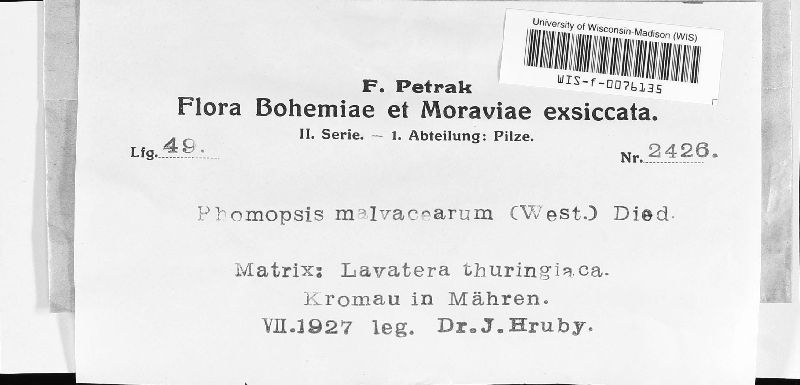 University of Wisconsin-Madison (WIS)
WIS-f-0076135
F. Petrak
Flora Bohemiae et Moraviae exsiccata.
II. Serie. — 1. Abteilung: Pilze.
Lfg. 49.
Nr. 2426.
Phomopsis malvacearum (West.) Died.
Matrix: Lavatera thuringiaca.
Kromau in Mähren.
VII.1927 leg. Dr.J.Hruby.